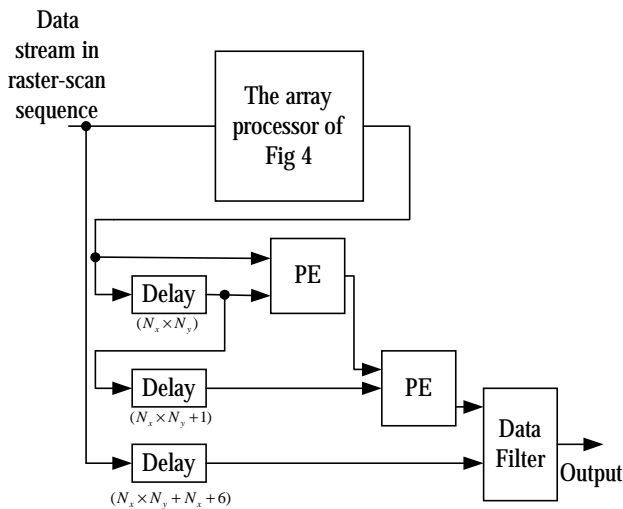 Data
stream in
raster-scan
sequence
The array
processor of
Fig 4
PE
Delay
(N_x × N_y)
PE
Delay
(N_x × N_y + 1)
Data
Filter
Delay
Output
(N_x × N_y + N_x + 6)